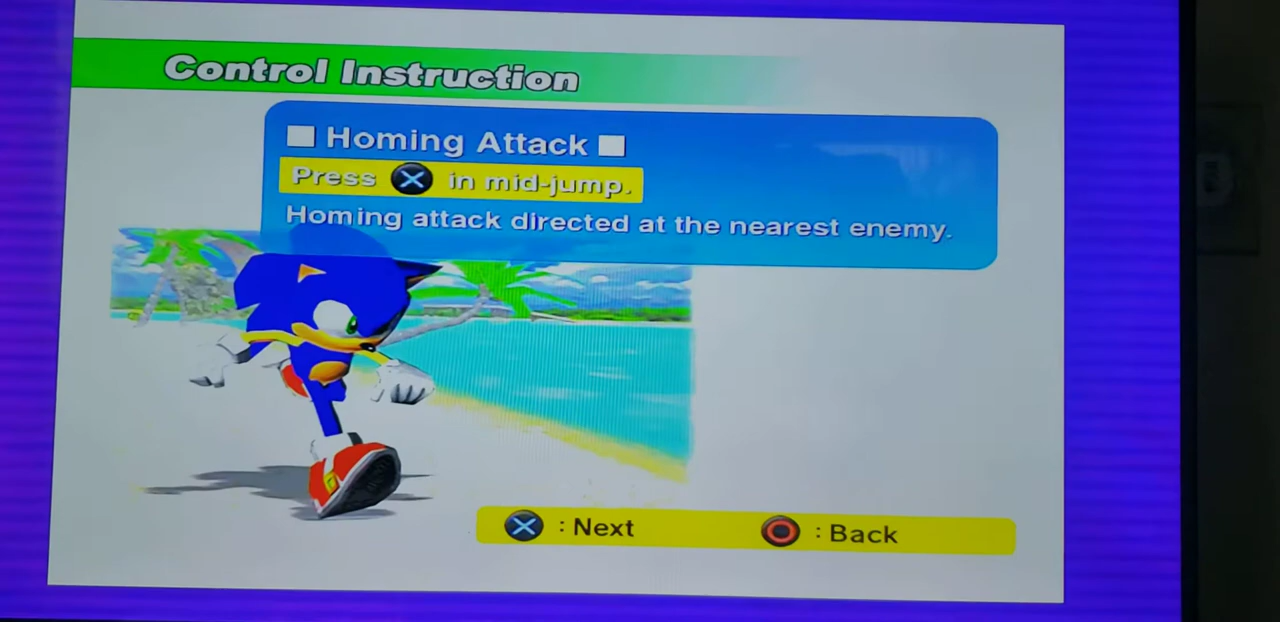 Control Instruction
Homing Attack
Press ⓧ in mid-jump.
Homing attack directed at the nearest enemy.
ⓧ : Next
◯ : Back